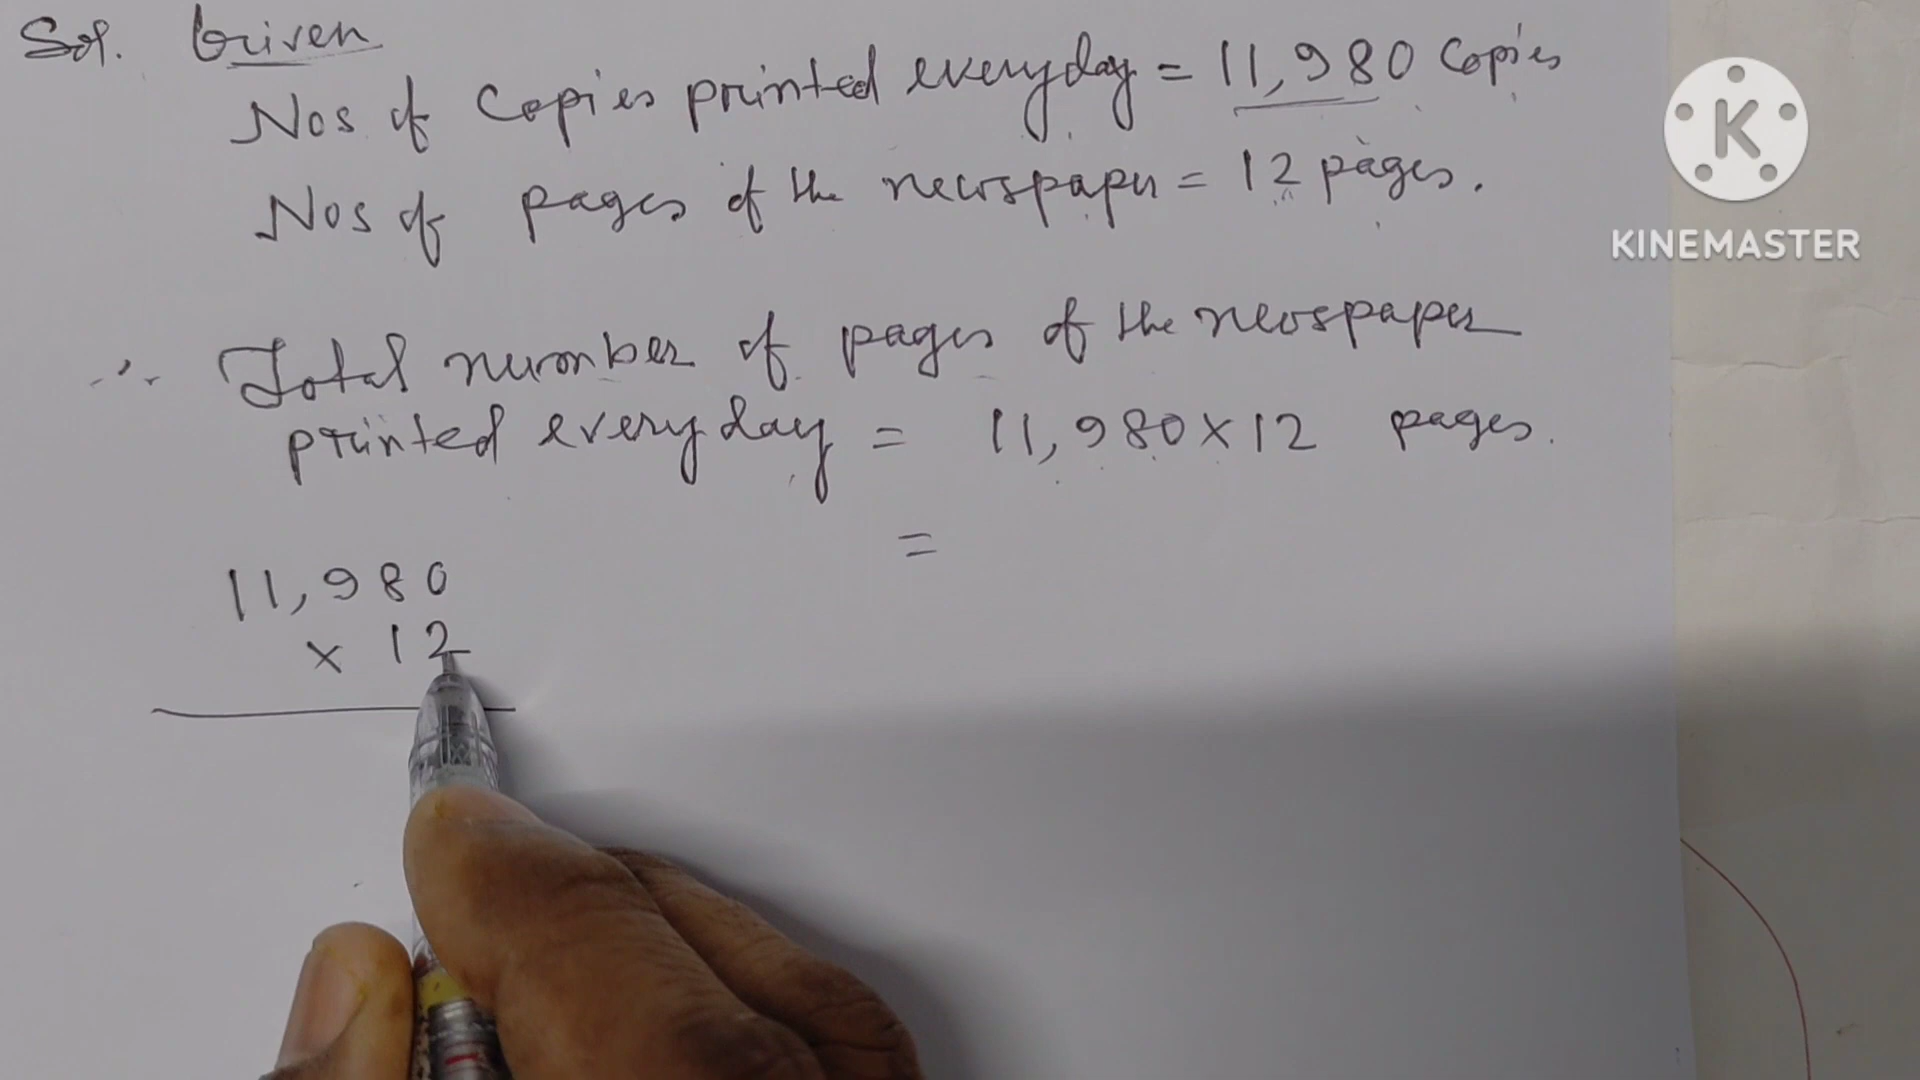 Sol. Given
Nos of Copies printed everyday = 11,980 Copies
Nos of pages of the newspaper = 12 pages.
∴ Total number of pages of the newspaper
printed everyday = 11,980 × 12 pages.
=
11,980
× 12
K
KINEMASTER